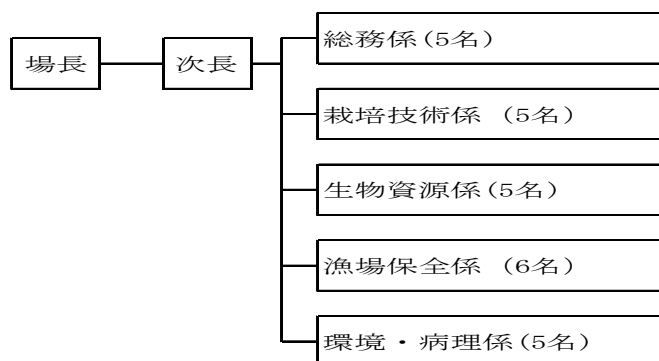 場長
次長
総務係(5名)
栽培技術係 (5名)
生物資源係(5名)
漁場保全係 (6名)
環境・病理係(5名)